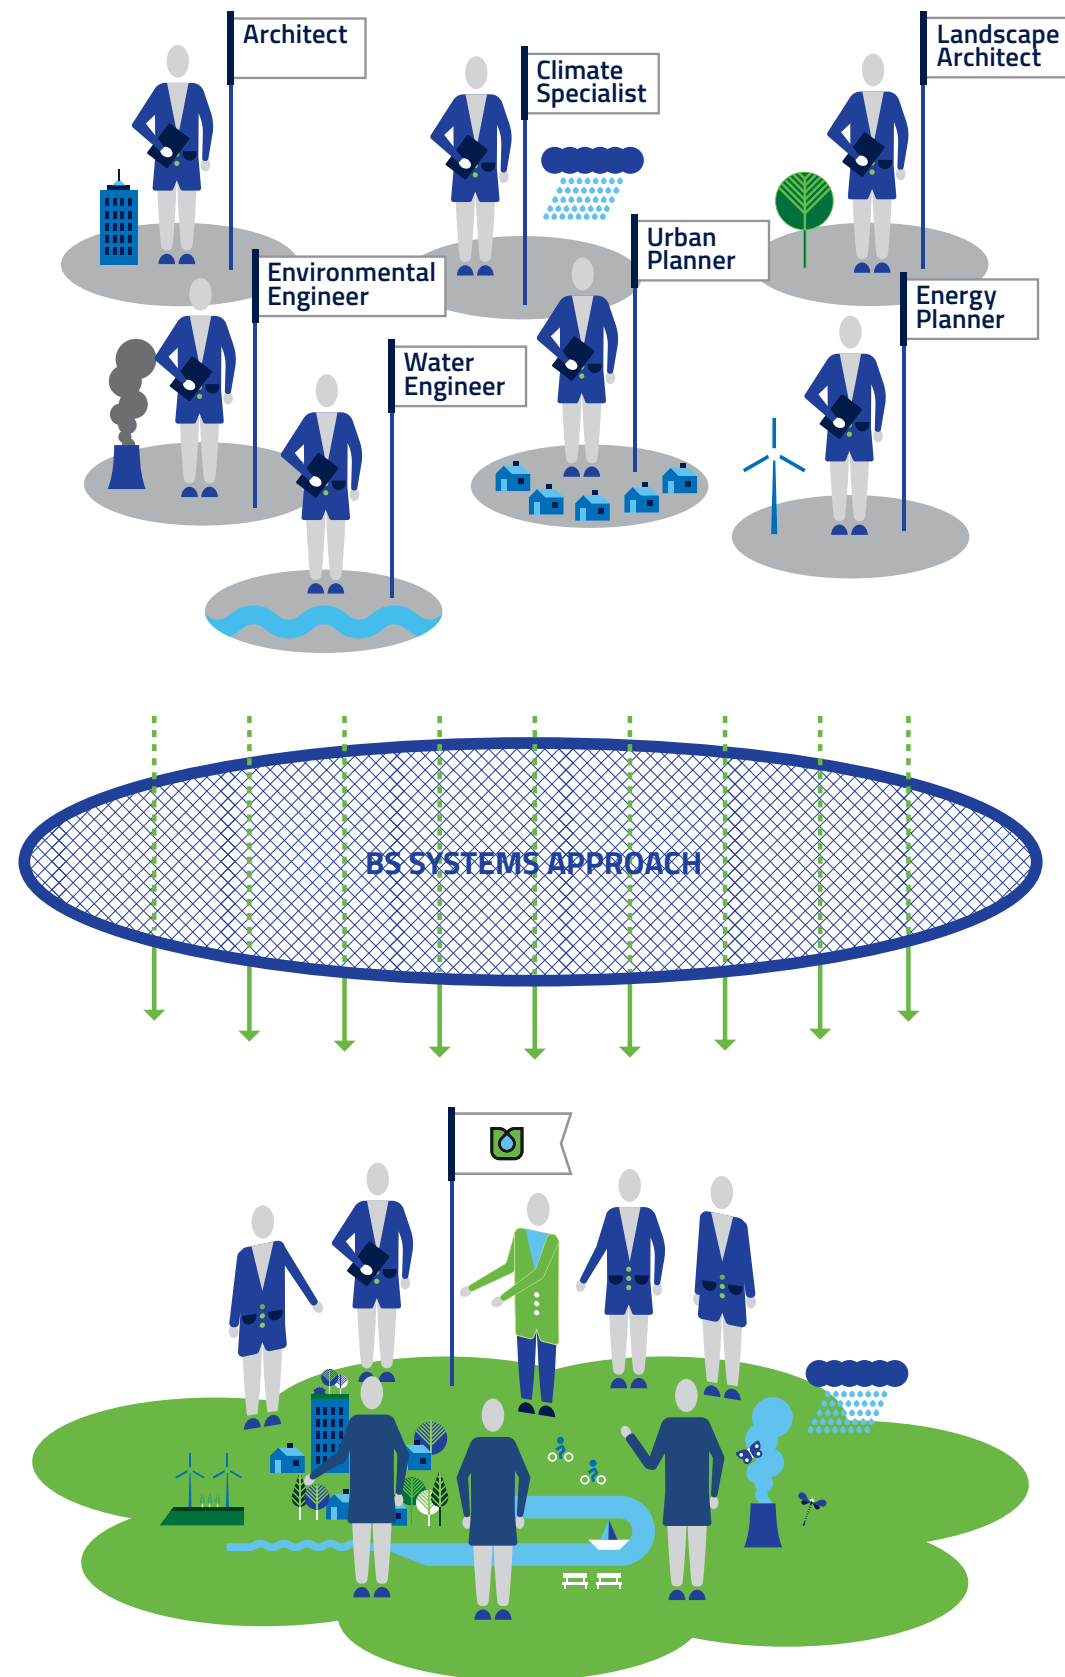 Architect
Climate
Specialist
Landscape
Architect
Environmental
Engineer
Urban
Planner
Energy
Planner
Water
Engineer
BS SYSTEMS APPROACH